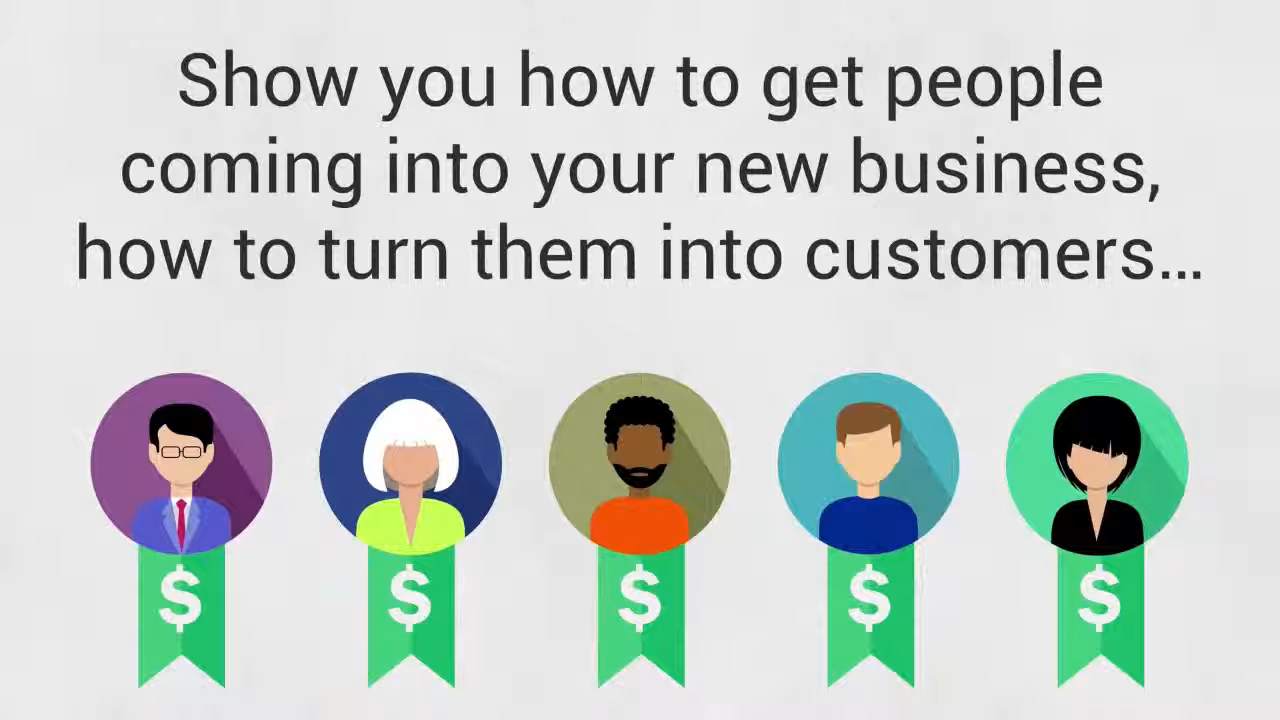 Show you how to get people
coming into your new business,
how to turn them into customers...
$ $ $ $ $